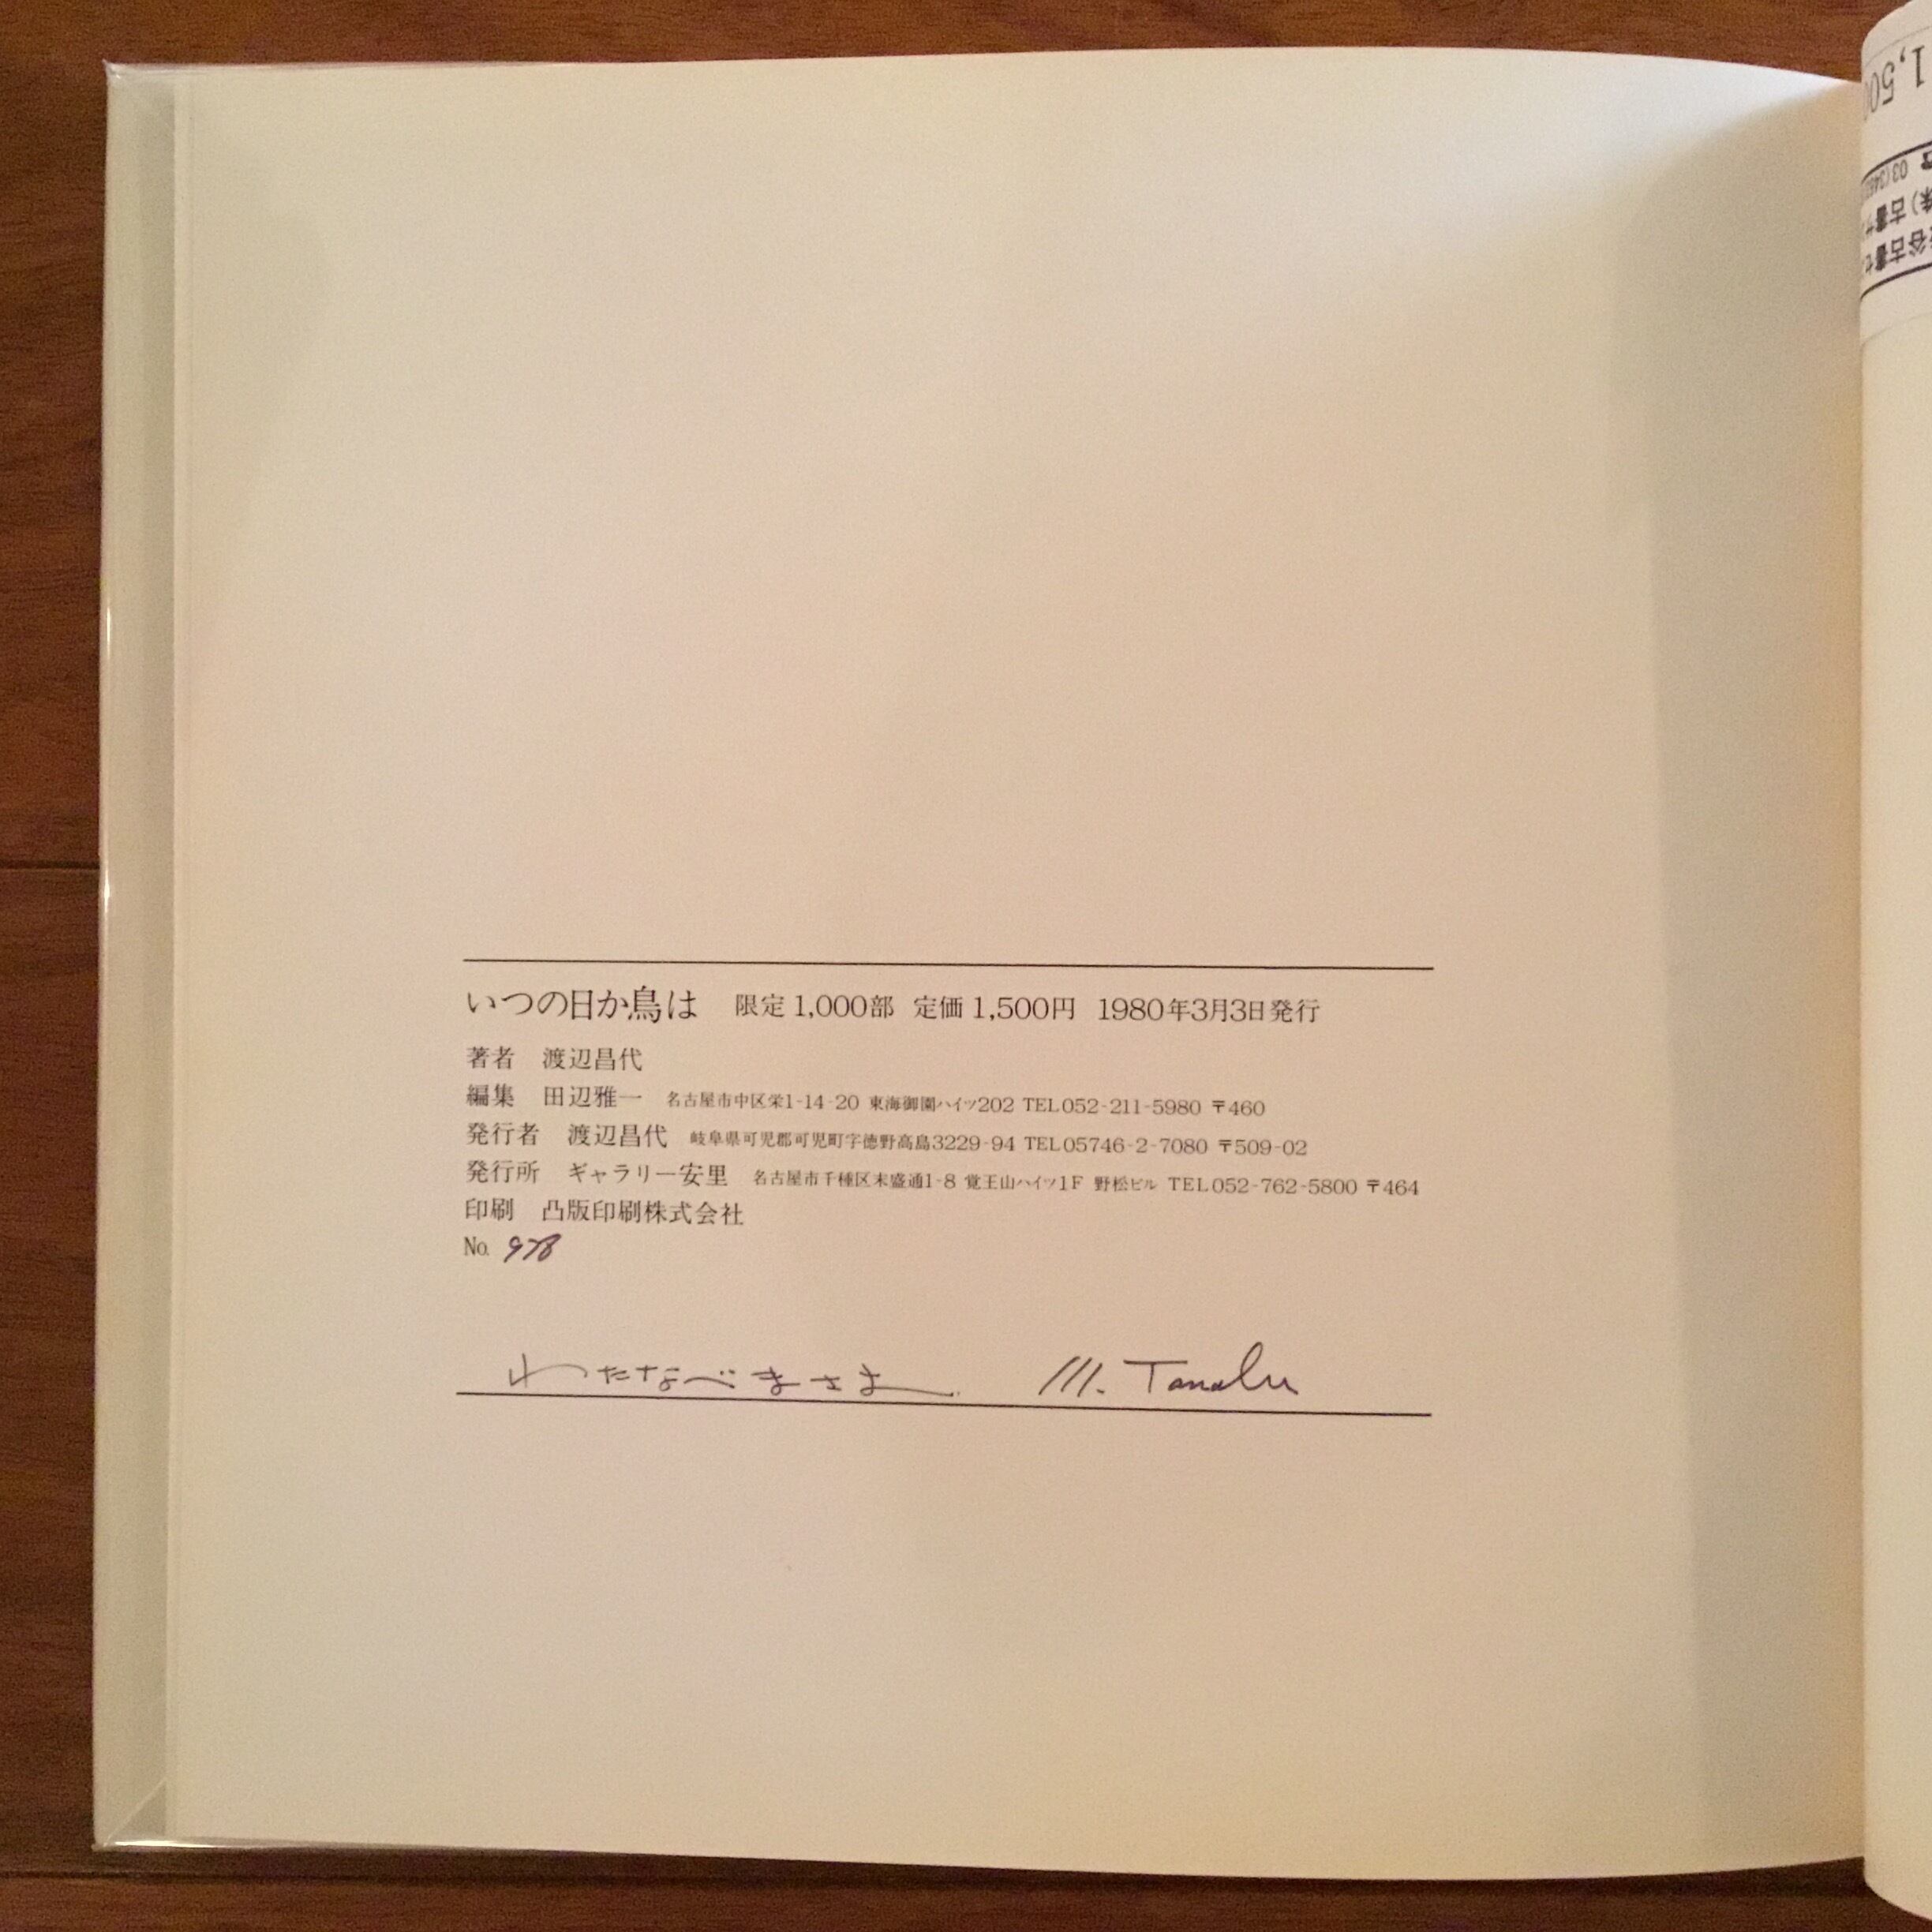 いつの日か鳥は 限定1,000部 定価1,500円 1980年3月3日発行
著者 渡辺昌代
編集 田辺雅一 名古屋市中区栄1-14-20 東海御園ハイツ202 TEL052-211-5980 〒460
発行者 渡辺昌代 岐阜県可児郡可児町字徳野高島3229-94 TEL05746-2-7080 〒509-02
発行所 ギャラリー安里 名古屋市千種区末盛通1-8 覚王山ハイツ1F 野松ビル TEL052-762-5800 〒464
印刷 凸版印刷株式会社
No. 978
わたなべまさよ M. Tanabe